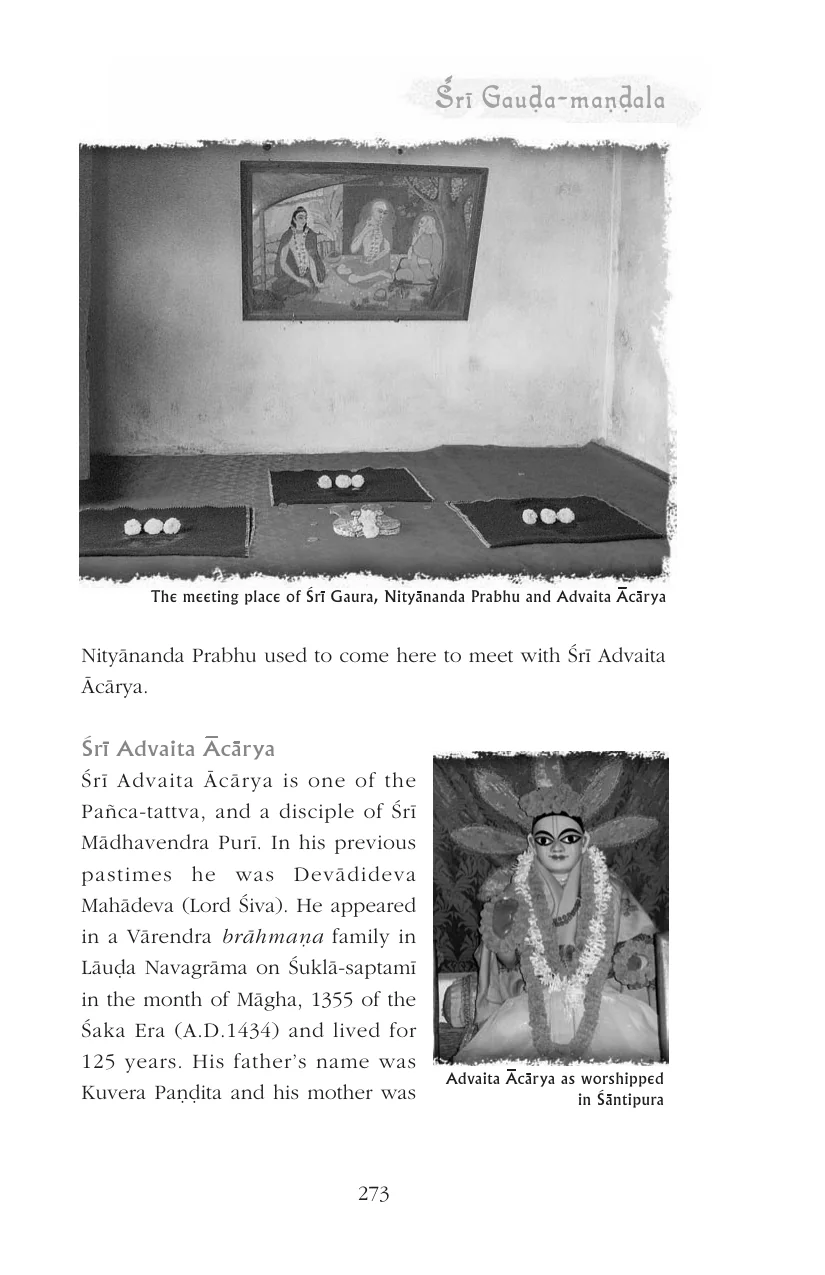 Śrī Gauḍa-maṇḍala
The meeting place of Śrī Gaura, Nityānanda Prabhu and Advaita Ācārya
Nityānanda Prabhu used to come here to meet with Śrī Advaita
Ācārya.
Śrī Advaita Ācārya
Śrī Advaita Ācārya is one of the
Pañca-tattva, and a disciple of Śrī
Mādhavendra Purī. In his previous
pastimes he was Devādideva
Mahādeva (Lord Śiva). He appeared
in a Vārendra brāhmaṇa family in
Lāuḍa Navagrāma on Śuklā-saptamī
in the month of Māgha, 1355 of the
Śaka Era (A.D.1434) and lived for
125 years. His father’s name was
Kuvera Paṇḍita and his mother was
Advaita Ācārya as worshipped
in Śāntipura
273